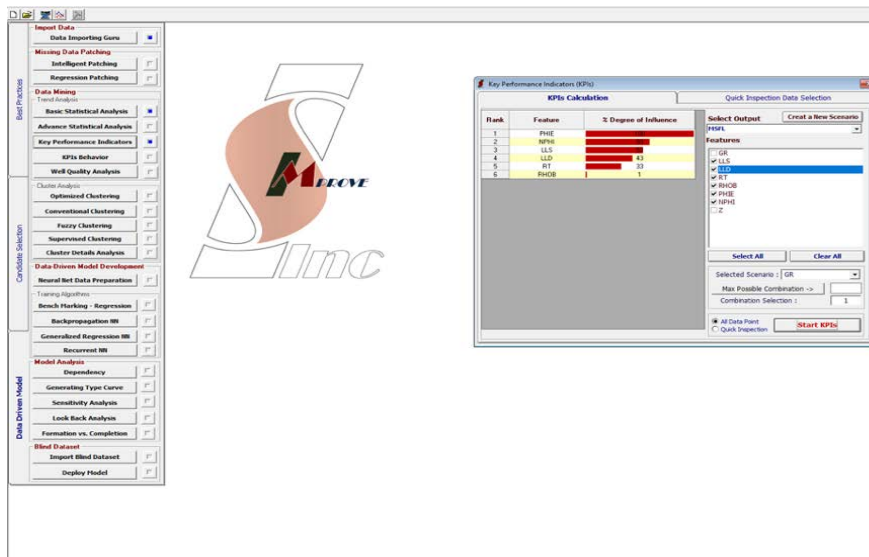 Import Data
Data Importing Guru
Missing Data Patching
Intelligent Patching
Regression Patching
Data Mining
Trend Analysis
Basic Statistical Analysis
Advance Statistical Analysis
Key Performance Indicators
KPIs Behavior
Well Quality Analysis
Cluster Analysis
Optimized Clustering
Conventional Clustering
Fuzzy Clustering
Supervised Clustering
Cluster Details Analysis
Data-Driven Model Development
Neural Net Data Preparation
Training Algorithms
Bench Marking - Regression
Backpropagation NN
Generalized Regression NN
Recurrent NN
Model Analysis
Dependency
Generating Type Curve
Sensitivity Analysis
Look Back Analysis
Formation vs. Completion
Blind Dataset
Import Blind Dataset
Deploy Model
Best Practices
Candidate Selection
Data Driven Model
IMPROVE
Inc
Key Performance Indicators (KPIs)
KPIs Calculation
Quick Inspection Data Selection
Rank Feature % Degree of Influence
1 PHIE 100
2 NPHI
3 LLS
4 LLD 43
5 RT 33
6 RHOB 1
Select Output
Creat a New Scenario
MSFL
Features
GR
LLS
LLD
RT
RHOB
PHIE
NPHI
Z
Select All
Clear All
Selected Scenario : GR
Max Possible Combination ->
Combination Selection : 1
All Data Point
Quick Inspection
Start KPIs